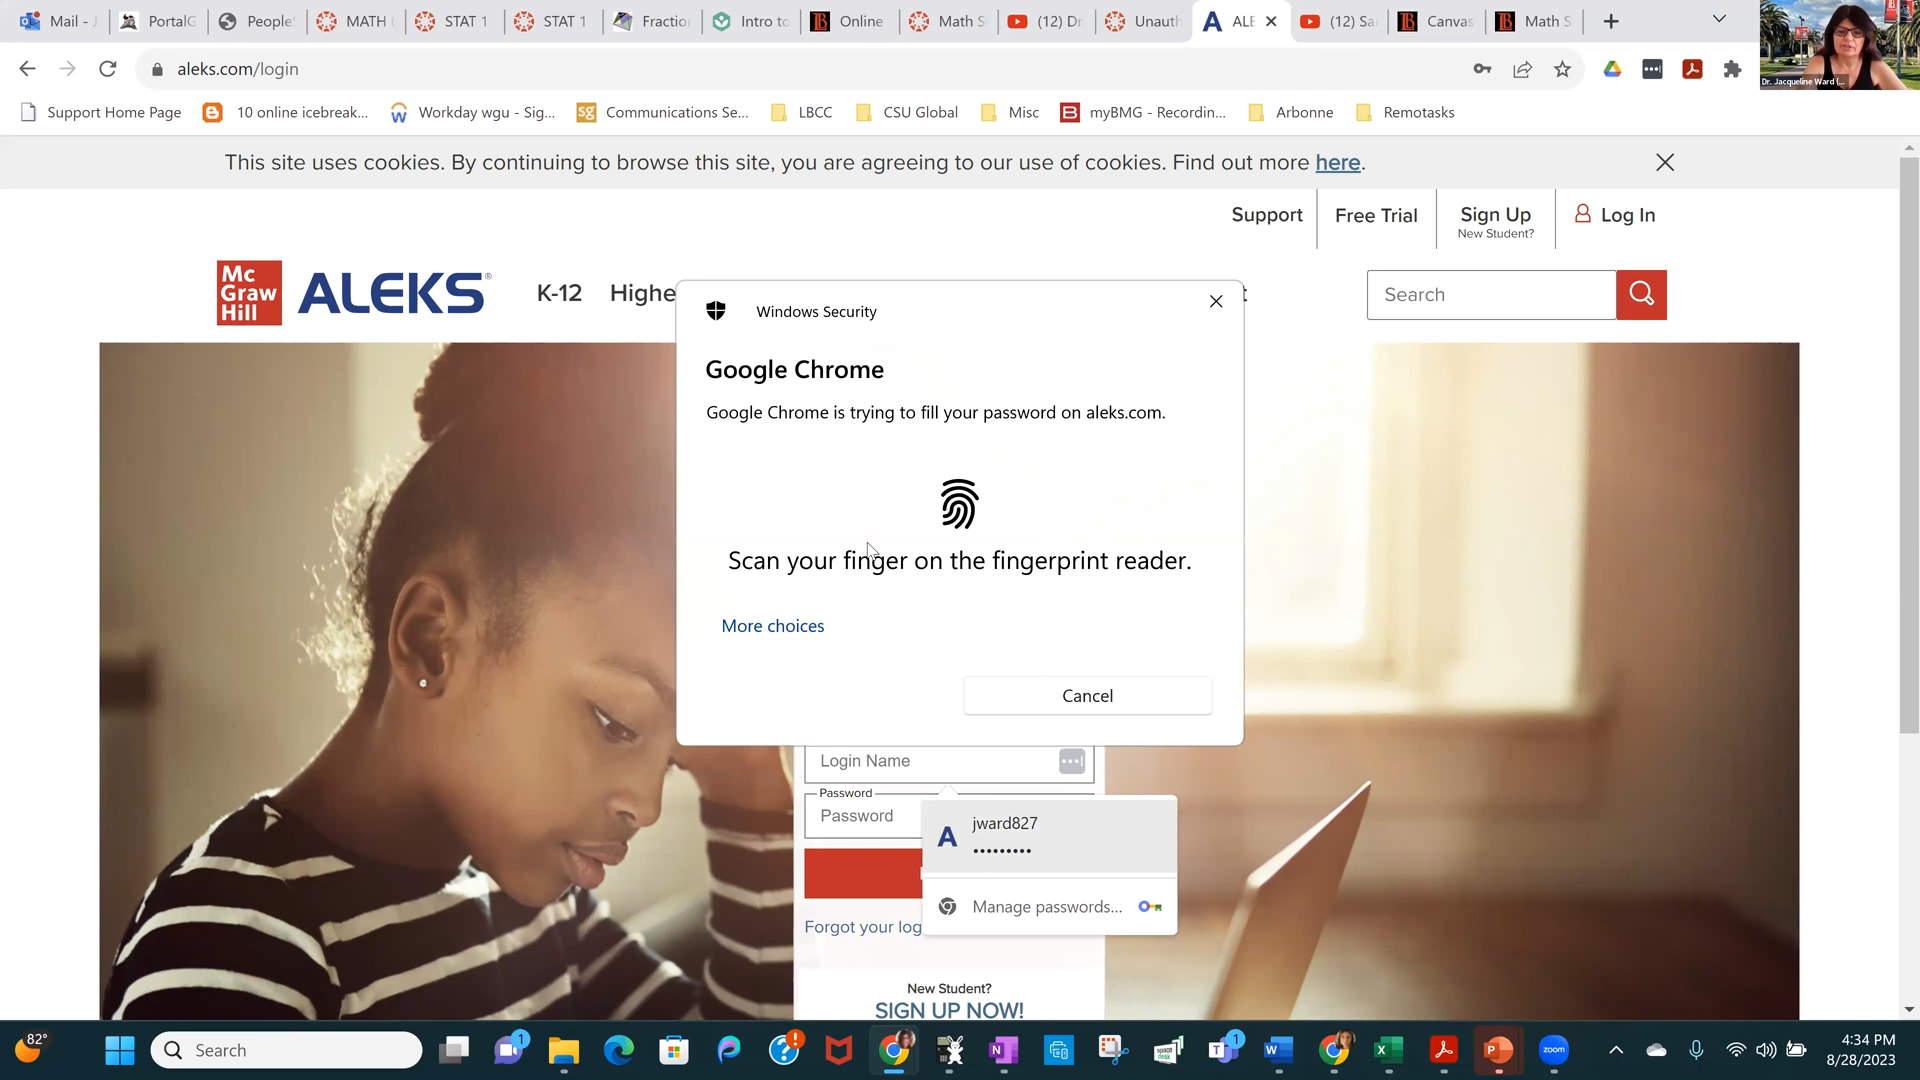 Mail - J
PortalG
People
MATH
STAT 1
STAT 1
Fractio
Intro to
Online
Math S
(12) Dr
Unauth
ALE
(12) Sa
Canvas
Math S
aleks.com/login
Dr. Jacqueline Ward (...
Support Home Page
10 online icebreak...
Workday wgu - Sig...
Communications Se...
LBCC
CSU Global
Misc
myBMG - Recordin...
Arbonne
Remotasks
This site uses cookies. By continuing to browse this site, you are agreeing to our use of cookies. Find out more here.
Support
Free Trial
Sign Up
New Student?
Log In
Mc
Graw
Hill
ALEKS®
K-12
Highe
Search
Windows Security
Google Chrome
Google Chrome is trying to fill your password on aleks.com.
Scan your finger on the fingerprint reader.
More choices
Cancel
Login Name
Password
Password
jward827
•••••••••
Manage passwords...
Forgot your log
New Student?
SIGN UP NOW!
82°
Search
1
1
zoom
4:34 PM
8/28/2023